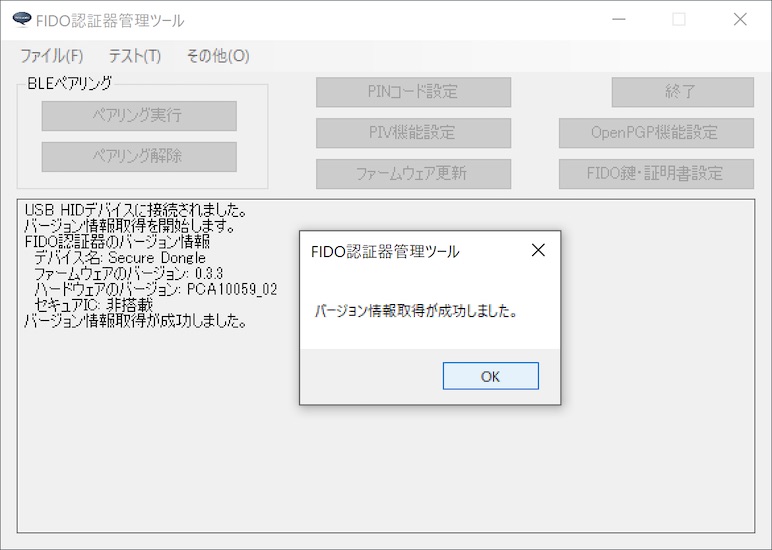 FIDO認証器管理ツール
ファイル(F) テスト(T) その他(O)
BLEペアリング
ペアリング実行
ペアリング解除
PINコード設定
PIV機能設定
ファームウェア更新
終了
OpenPGP機能設定
FIDO鍵・証明書設定
USB HIDデバイスに接続されました。
バージョン情報取得を開始します。
FIDO認証器のバージョン情報
デバイス名: Secure Dongle
ファームウェアのバージョン: 0.3.3
ハードウェアのバージョン: PCA10059_02
セキュアIC: 非搭載
バージョン情報取得が成功しました。
FIDO認証器管理ツール
バージョン情報取得が成功しました。
OK